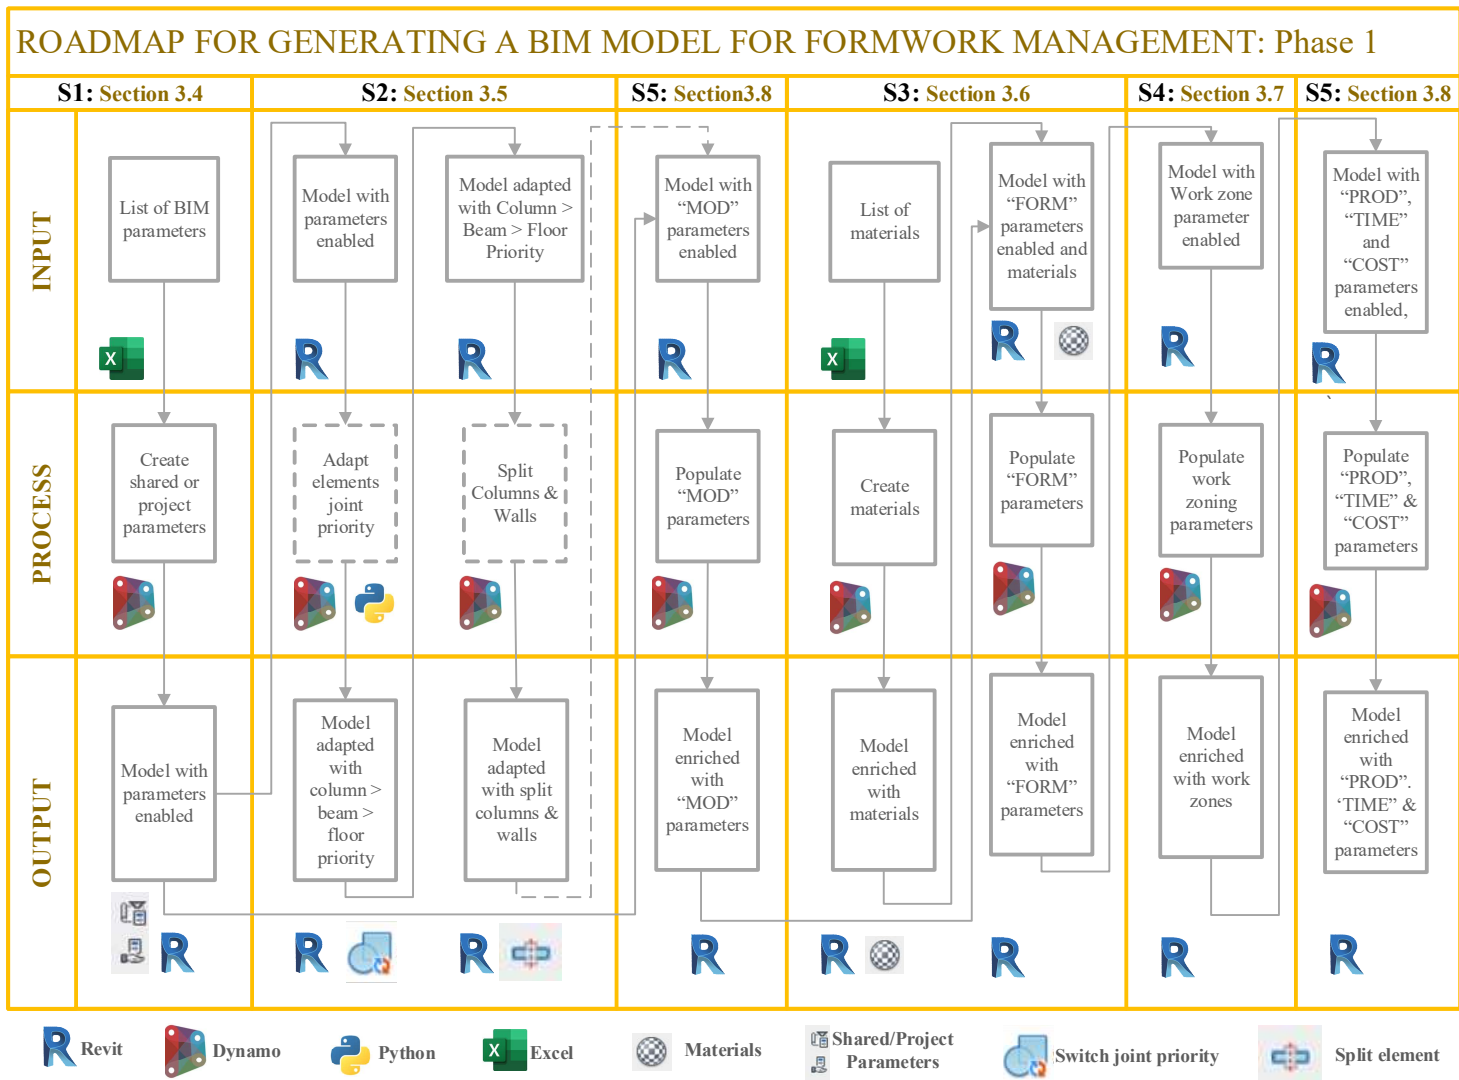 ROADMAP FOR GENERATING A BIM MODEL FOR FORMWORK MANAGEMENT: Phase 1
S1: Section 3.4
S2: Section 3.5
S5: Section3.8
S3: Section 3.6
S4: Section 3.7
S5: Section 3.8
INPUT
List of BIM
parameters
Model with
parameters
enabled
Model adapted
with Column >
Beam > Floor
Priority
Model with
“MOD”
parameters
enabled
List of
materials
Model with
“FORM”
parameters
enabled and
materials
Model with
Work zone
parameter
enabled
Model with
“PROD”,
“TIME”
and
“COST”
parameters
enabled,
X
PROCESS
Create
shared or
project
parameters
Adapt
elements
joint
priority
Split
Columns &
Walls
Populate
“MOD”
parameters
Create
materials
Populate
“FORM”
parameters
Populate
work
zoning
parameters
Populate
“PROD”,
“TIME” &
“COST”
parameters
OUTPUT
Model with
parameters
enabled
Model
adapted
with
column >
beam >
floor
priority
Model
adapted
with split
columns &
walls
Model
enriched
with
“MOD”
parameters
Model
enriched
with
materials
Model
enriched
with
“FORM”
parameters
Model
enriched
with work
zones
Model
enriched
with
“PROD”.
‘TIME” &
“COST”
parameters
Revit
Dynamo
Python
Excel
Materials
Shared/Project
Parameters
Switch joint priority
Split element